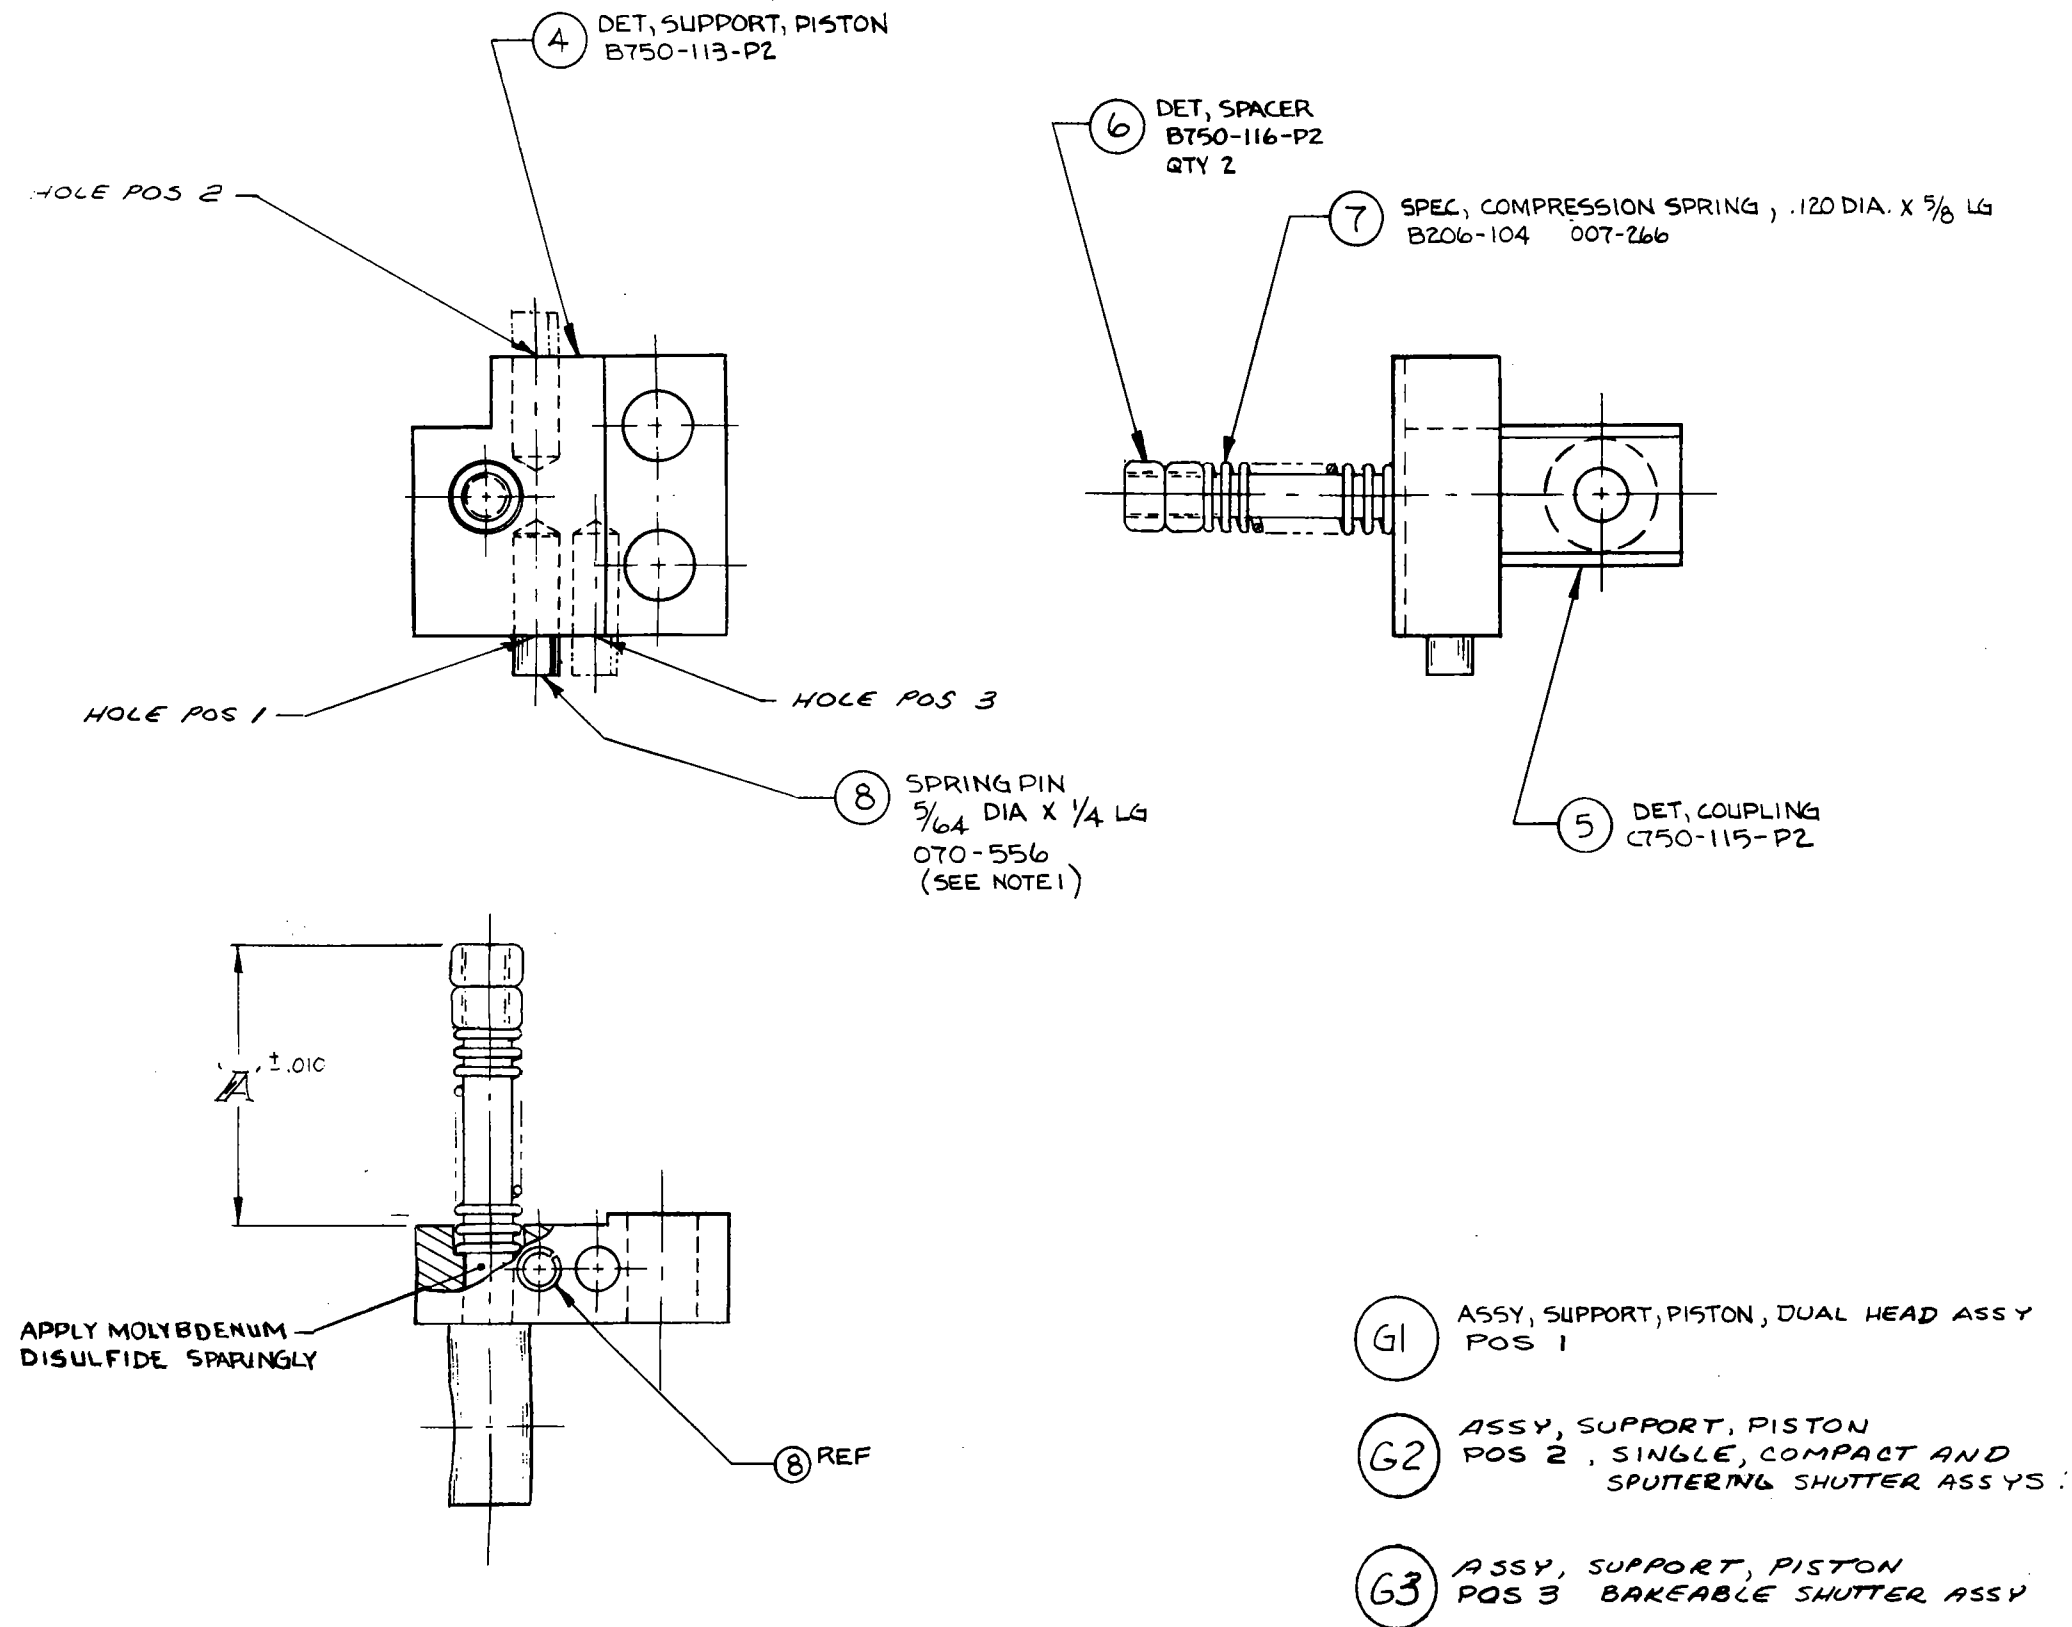 4 DET, SUPPORT, PISTON
B750-113-P2
6 DET, SPACER
B750-116-P2
QTY 2
HOLE POS 2
7 SPEC, COMPRESSION SPRING, .120 DIA. X 5/8 LG
B206-104 007-266
HOLE POS 1
HOLE POS 3
8 SPRING PIN
5/64 DIA X 1/4 LG
070-556
(SEE NOTE 1)
5 DET, COUPLING
C750-115-P2
'A' ±.010
APPLY MOLYBDENUM
DISULFIDE SPARINGLY
8 REF
G1 ASSY, SUPPORT, PISTON, DUAL HEAD ASSY
POS 1
G2 ASSY, SUPPORT, PISTON
POS 2, SINGLE, COMPACT AND
SPUTTERING SHUTTER ASSYS.
G3 ASSY, SUPPORT, PISTON
POS 3 BAKEABLE SHUTTER ASSY